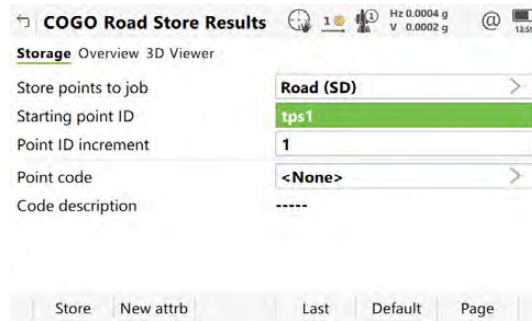 COGO Road Store Results
1
1
Hz 0.0004 g
V 0.0002 g
@
Storage Overview 3D Viewer
Store points to job Road (SD)
Starting point ID tps1
Point ID increment 1
Point code <None>
Code description -----
Store New attrb Last Default Page